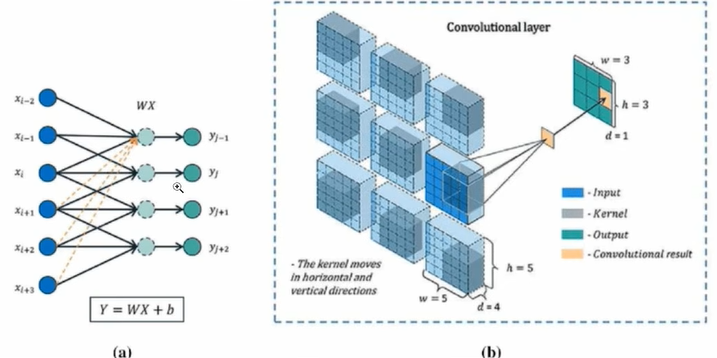 Convolutional layer
w = 3
h = 3
d = 1
WX
x_{i-2}
x_{i-1}
x_i
x_{i+1}
x_{i+2}
x_{i+3}
y_{j-1}
y_j
y_{j+1}
y_{j+2}
Y = WX + b
- Input
- Kernel
- Output
- Convolutional result
- The kernel moves
in horizontal and
vertical directions
w = 5
h = 5
d = 4
(a)
(b)